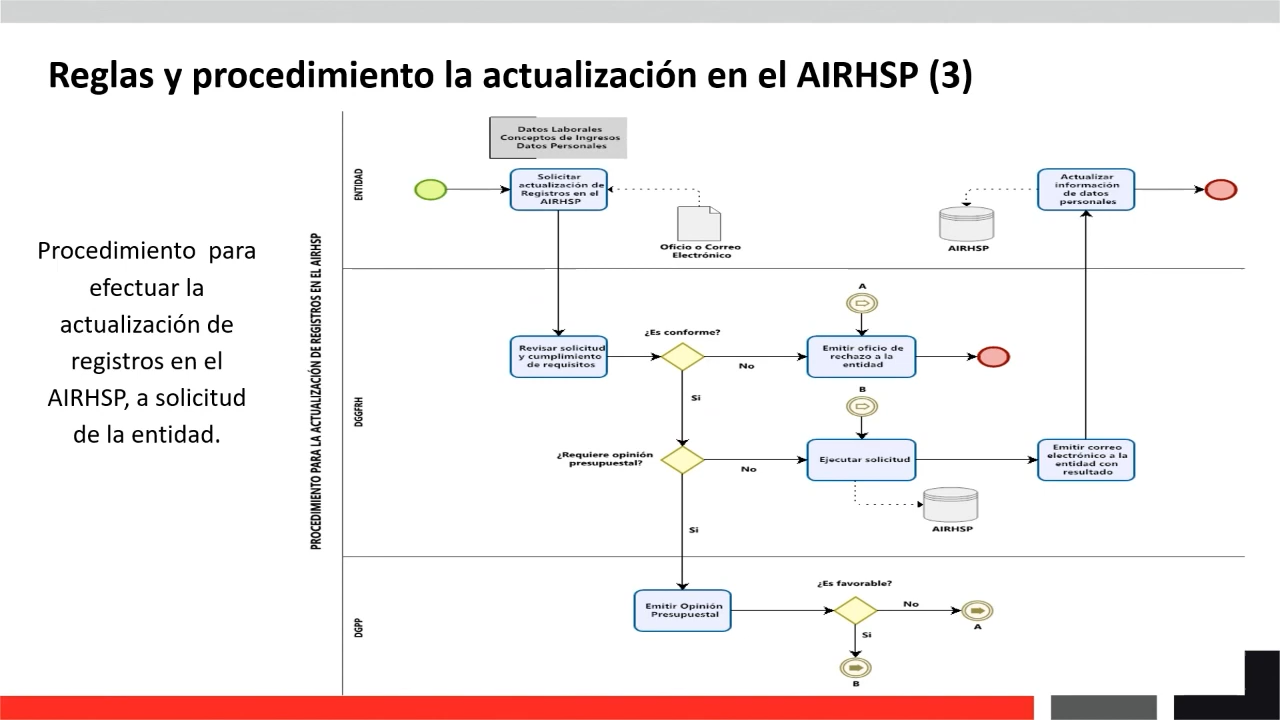 Reglas y procedimiento la actualización en el AIRHSP (3)
Procedimiento para
efectuar la
actualización de
registros en el
AIRHSP, a solicitud
de la entidad.
PROCEDIMIENTO PARA LA ACTUALIZACIÓN DE REGISTROS EN EL AIRHSP
ENTIDAD
Datos Laborales
Conceptos de Ingresos
Datos Personales
Solicitar
actualización de
Registros en el
AIRHSP
Oficio o Correo
Electrónico
AIRHSP
Actualizar
información
de datos
personales
DGGFRH
Revisar solicitud
y cumplimiento
de requisitos
¿Es conforme?
No
Si
A
Emitir oficio de
rechazo a la
entidad
B
¿Requiere opinión
presupuestal?
No
Si
Ejecutar solicitud
AIRHSP
Emitir correo
electrónico a la
entidad con
resultado
DGPP
Emitir Opinión
Presupuestal
¿Es favorable?
No
A
Si
B